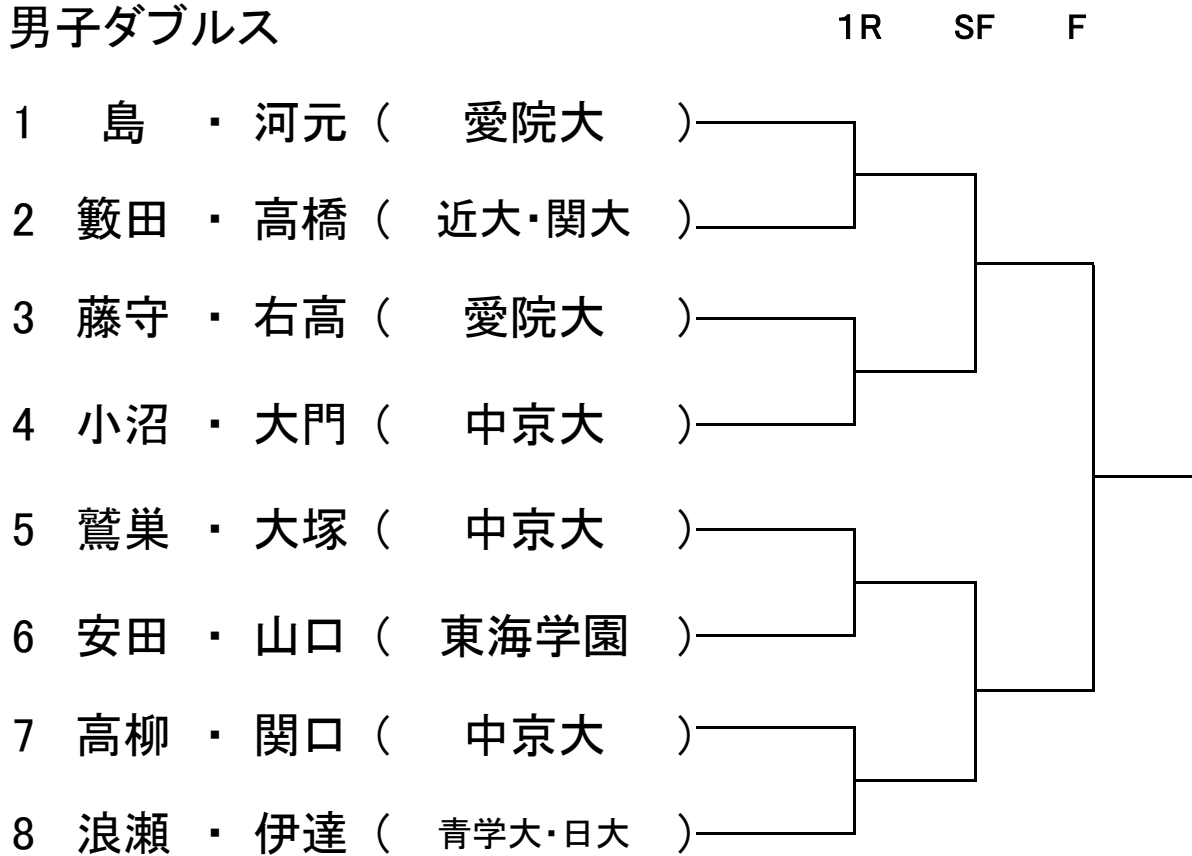 男子ダブルス 1R SF F
1 島 ・ 河元 ( 愛院大 )
2 籔田 ・ 高橋 ( 近大・関大 )
3 藤守 ・ 右高 ( 愛院大 )
4 小沼 ・ 大門 ( 中京大 )
5 鷲巣 ・ 大塚 ( 中京大 )
6 安田 ・ 山口 ( 東海学園 )
7 高柳 ・ 関口 ( 中京大 )
8 浪瀬 ・ 伊達 ( 青学大・日大 )